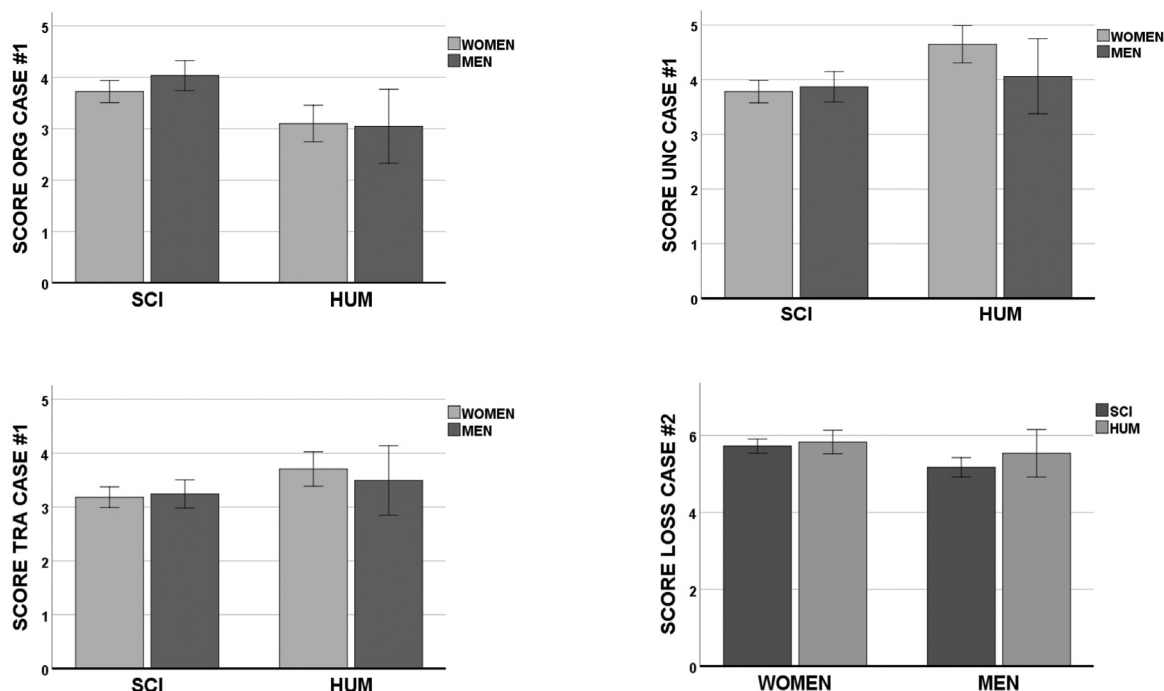 SCORE ORG CASE #1
5
4
3
2
1
0
SCI
HUM
WOMEN
MEN
SCORE UNC CASE #1
5
4
3
2
1
0
SCI
HUM
WOMEN
MEN
SCORE TRA CASE #1
5
4
3
2
1
0
SCI
HUM
WOMEN
MEN
SCORE LOSS CASE #2
6
4
2
0
WOMEN
MEN
SCI
HUM